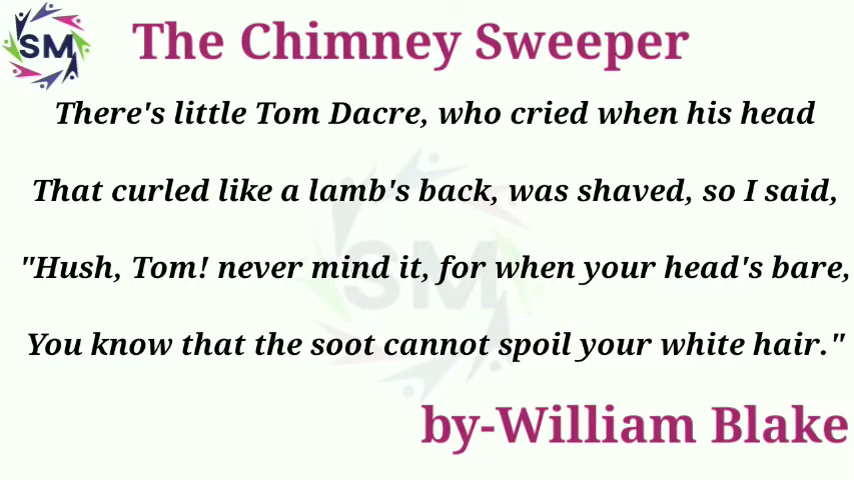 SM
The Chimney Sweeper
There's little Tom Dacre, who cried when his head
That curled like a lamb's back, was shaved, so I said,
"Hush, Tom! never mind it, for when your head's bare,
You know that the soot cannot spoil your white hair."
SM
by-William Blake